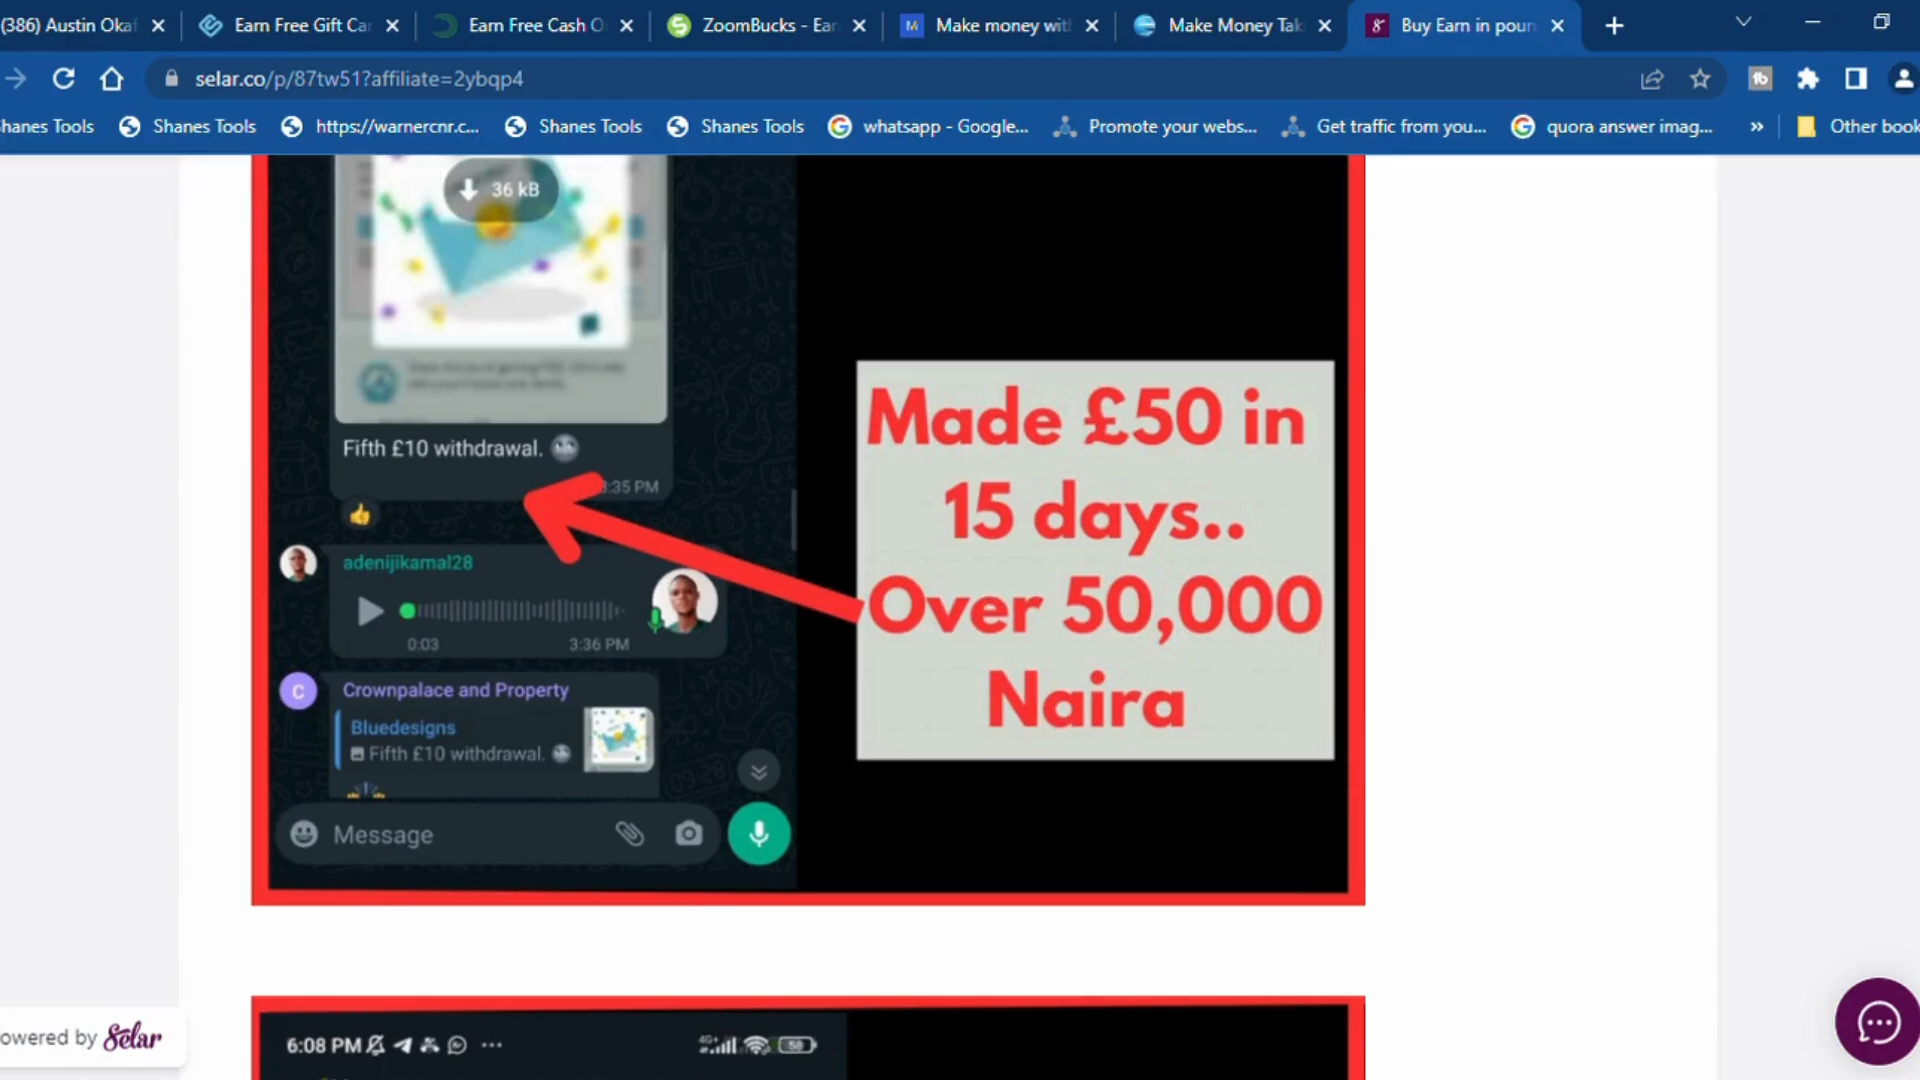 (386) Austin Okaf
Earn Free Gift Car
Earn Free Cash O
ZoomBucks - Ear
Make money with
Make Money Tak
Buy Earn in poun
selar.co/p/87tw51?affiliate=2ybqp4
hanes Tools
Shanes Tools
https://warnercnr.c...
Shanes Tools
Shanes Tools
whatsapp - Google...
Promote your webs...
Get traffic from you...
quora answer imag...
»
Other book
36 kB
Fifth £10 withdrawal.
3:35 PM
adenijikamal28
0:03
3:36 PM
C
Crownpalace and Property
Bluedesigns
Fifth £10 withdrawal.
Message
Made £50 in
15 days..
Over 50,000
Naira
owered by Selar
6:08 PM
4G+
50